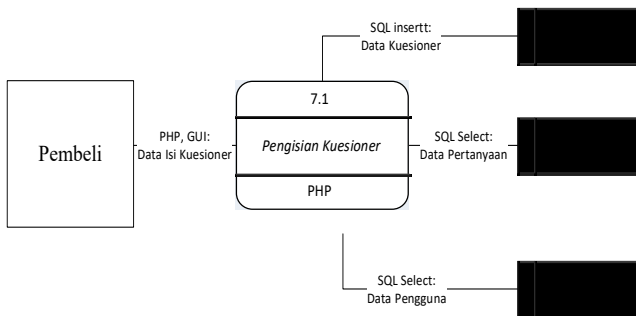 SQL insertt:
Data Kuesioner
7.1
Pembeli
PHP, GUI:
Data Isi Kuesioner
Pengisian Kuesioner
SQL Select:
Data Pertanyaan
PHP
SQL Select:
Data Pengguna